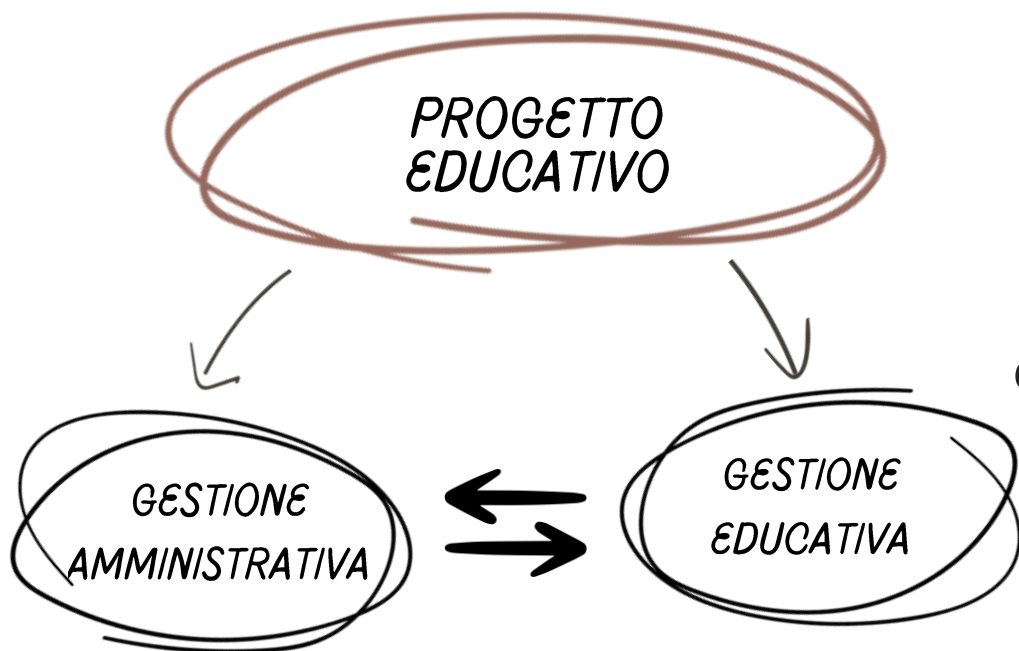 PROGETTO
EDUCATIVO
GESTIONE
AMMINISTRATIVA
GESTIONE
EDUCATIVA